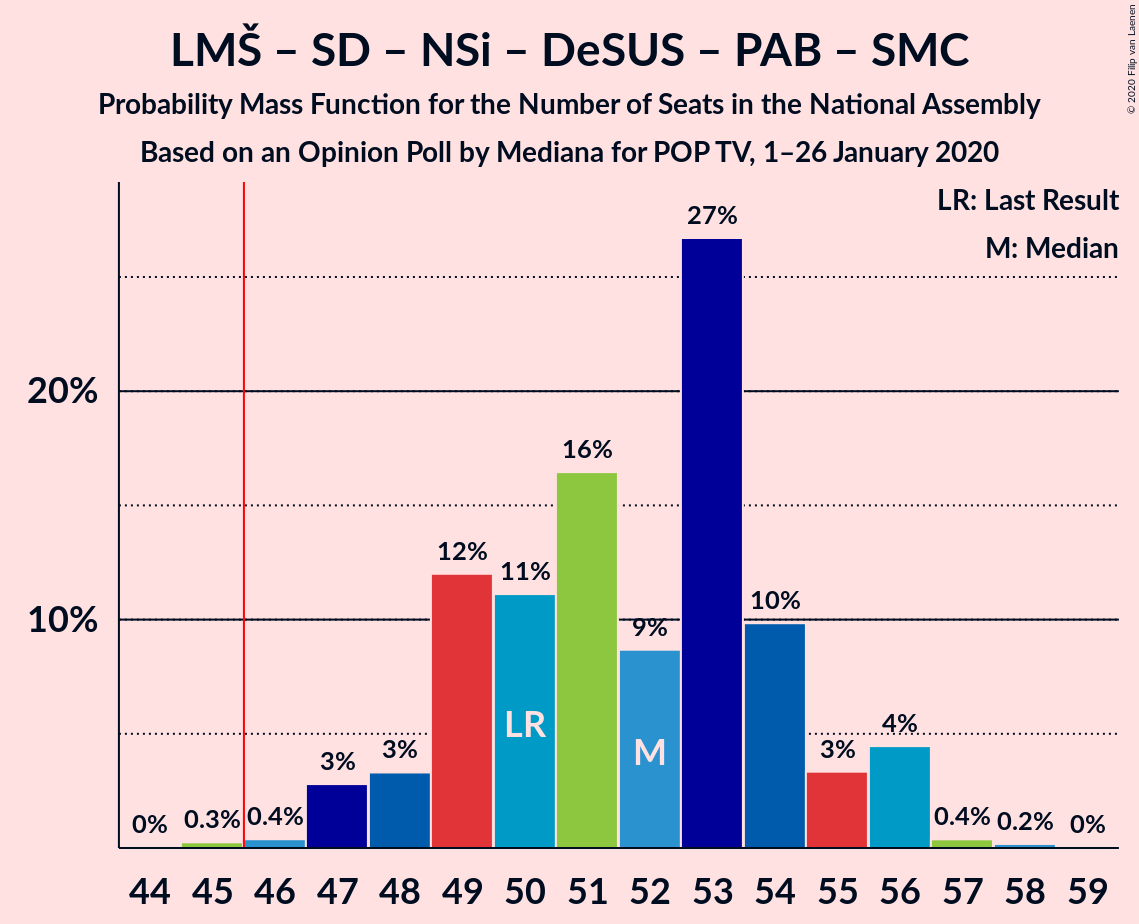 LMŠ – SD – NSi – DeSUS – PAB – SMC
Probability Mass Function for the Number of Seats in the National Assembly
Based on an Opinion Poll by Mediana for POP TV, 1–26 January 2020
© 2020 Filip van Laenen
LR: Last Result
M: Median
20%
10%
0%
0.3%
0.4%
3%
3%
12%
11%
16%
9%
27%
10%
3%
4%
0.4%
0.2%
0%
LR
M
44 45 46 47 48 49 50 51 52 53 54 55 56 57 58 59